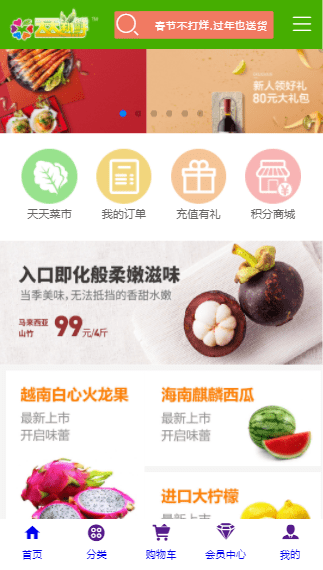 天天新鲜
TM
春节不打烊,过年也送货
新人领好礼
80元大礼包
天天菜市
我的订单
充值有礼
积分商城
入口即化般柔嫩滋味
当季美味,无法抵挡的香甜水嫩
马来西亚
山竹
99元/4斤
越南白心火龙果
最新上市
开启味蕾
海南麒麟西瓜
最新上市
开启味蕾
进口大柠檬
最新上市
首页
分类
购物车
会员中心
我的